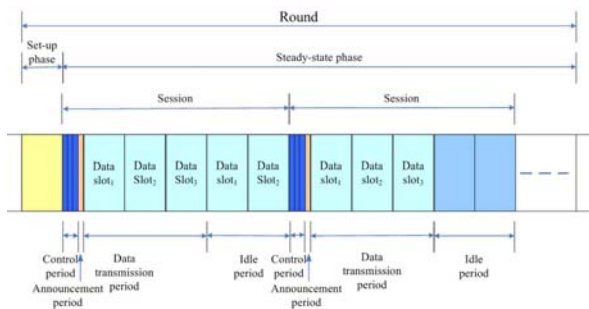 Round
Set-up
phase
Steady-state phase
Session
Session
Data
slot₁
Data
Slot₂
Data
Slot₃
Data
slot₁
Data
Slot₂
Data
slot₁
Data
slot₂
Data
slot₃
Control
period
Announcement
period
Data
transmission
period
Idle
period
Control
period
Announcement
period
Data
transmission
period
Idle
period